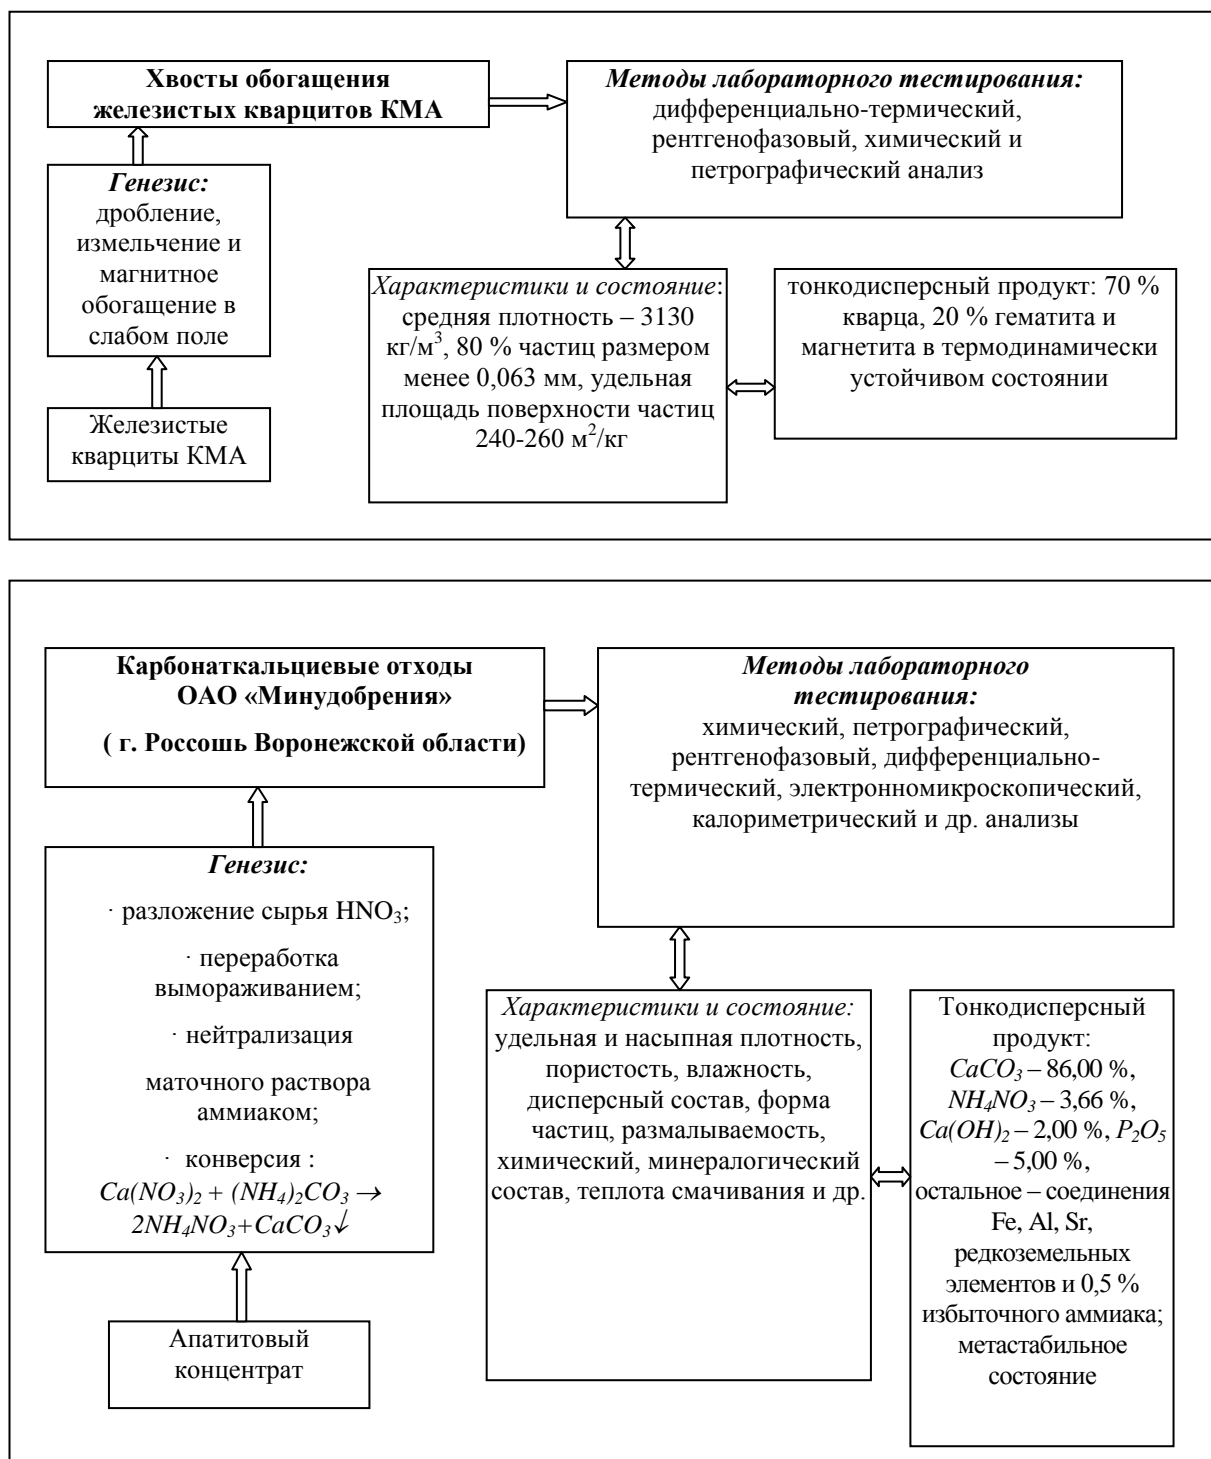 Хвосты обогащения
железистых кварцитов КМА
Методы лабораторного тестирования:
дифференциально-термический,
рентгенофазовый, химический и
петрографический анализ
Генезис:
дробление,
измельчение и
магнитное
обогащение в
слабом поле
Характеристики и состояние:
средняя плотность – 3130
кг/м³, 80 % частиц размером
менее 0,063 мм, удельная
площадь поверхности частиц
240-260 м²/кг
тонкодисперсный продукт: 70 %
кварца, 20 % гематита и
магнетита в термодинамически
устойчивом состоянии
Железистые
кварциты КМА
Карбонаткальциевые отходы
ОАО «Минудобрения»
( г. Россошь Воронежской области)
Методы лабораторного
тестирования:
химический, петрографический,
рентгенофазовый, дифференциально-
термический, электронномикроскопический,
калориметрический и др. анализы
Генезис:
· разложение сырья HNO₃;
· переработка
вымораживанием;
· нейтрализация
маточного раствора
аммиаком;
· конверсия :
Ca(NO₃)₂ + (NH₄)₂CO₃ →
2NH₄NO₃+CaCO₃↓
Характеристики и состояние:
удельная и насыпная плотность,
пористость, влажность,
дисперсный состав, форма
частиц, размалываемость,
химический, минералогический
состав, теплота смачивания и др.
Тонкодисперсный
продукт:
CaCO₃ – 86,00 %,
NH₄NO₃ – 3,66 %,
Ca(OH)₂ – 2,00 %, P₂O₅
– 5,00 %,
остальное – соединения
Fe, Al, Sr,
редкоземельных
элементов и 0,5 %
избыточного аммиака;
метастабильное
состояние
Апатитовый
концентрат